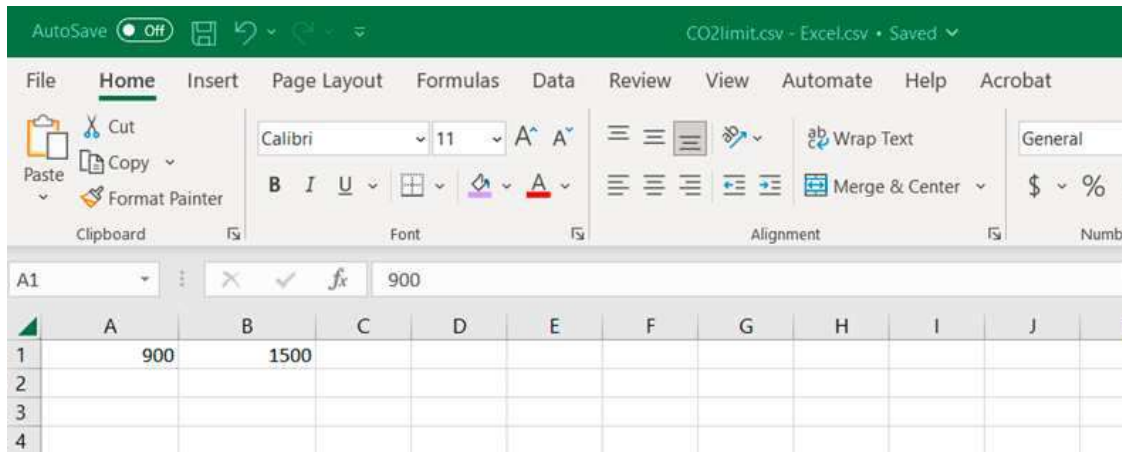 AutoSave Off CO2limit.csv - Excel.csv • Saved
File Home Insert Page Layout Formulas Data Review View Automate Help Acrobat
Cut
Copy
Format Painter
Paste
Clipboard
Calibri 11 A^ A˅
B I U A
Font
ab Wrap Text
Merge & Center
Alignment
General
$ %
Numb
A1 fx 900
A B C D E F G H I J
1 900 1500
2
3
4